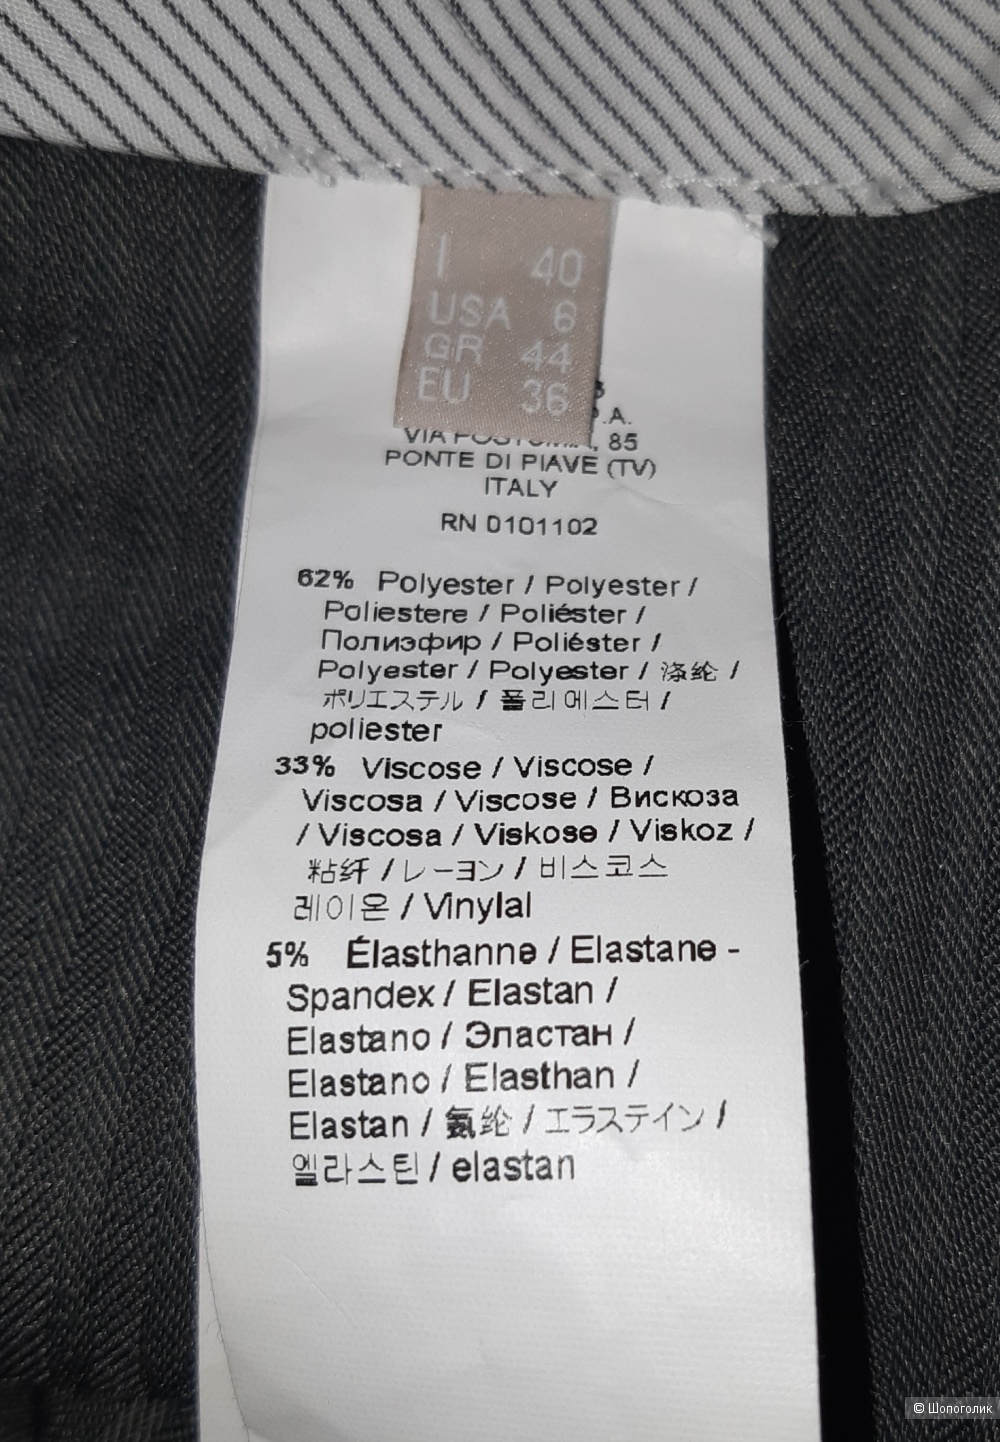 I 40
USA 6
GR 44
EU 36
P.A.
VIA 85
PONTE DI PIAVE (TV)
ITALY
RN 0101102
62% Polyester / Polyester /
Poliestere / Poliéster /
Полиэфир / Poliéster /
Polyester / Polyester / 涤纶 /
ポリエステル / 폴리에스터 /
poliester
33% Viscose / Viscose /
Viscosa / Viscose / Вискоза
/ Viscosa / Viskose / Viskoz /
粘纤 / レーヨン / 비스코스
레이온 / Vinylal
5% Élasthanne / Elastane -
Spandex / Elastan /
Elastano / Эластан /
Elastano / Elasthan /
Elastan / 氨纶 / エラステイン /
엘라스틴 / elastan
© Шопоголик